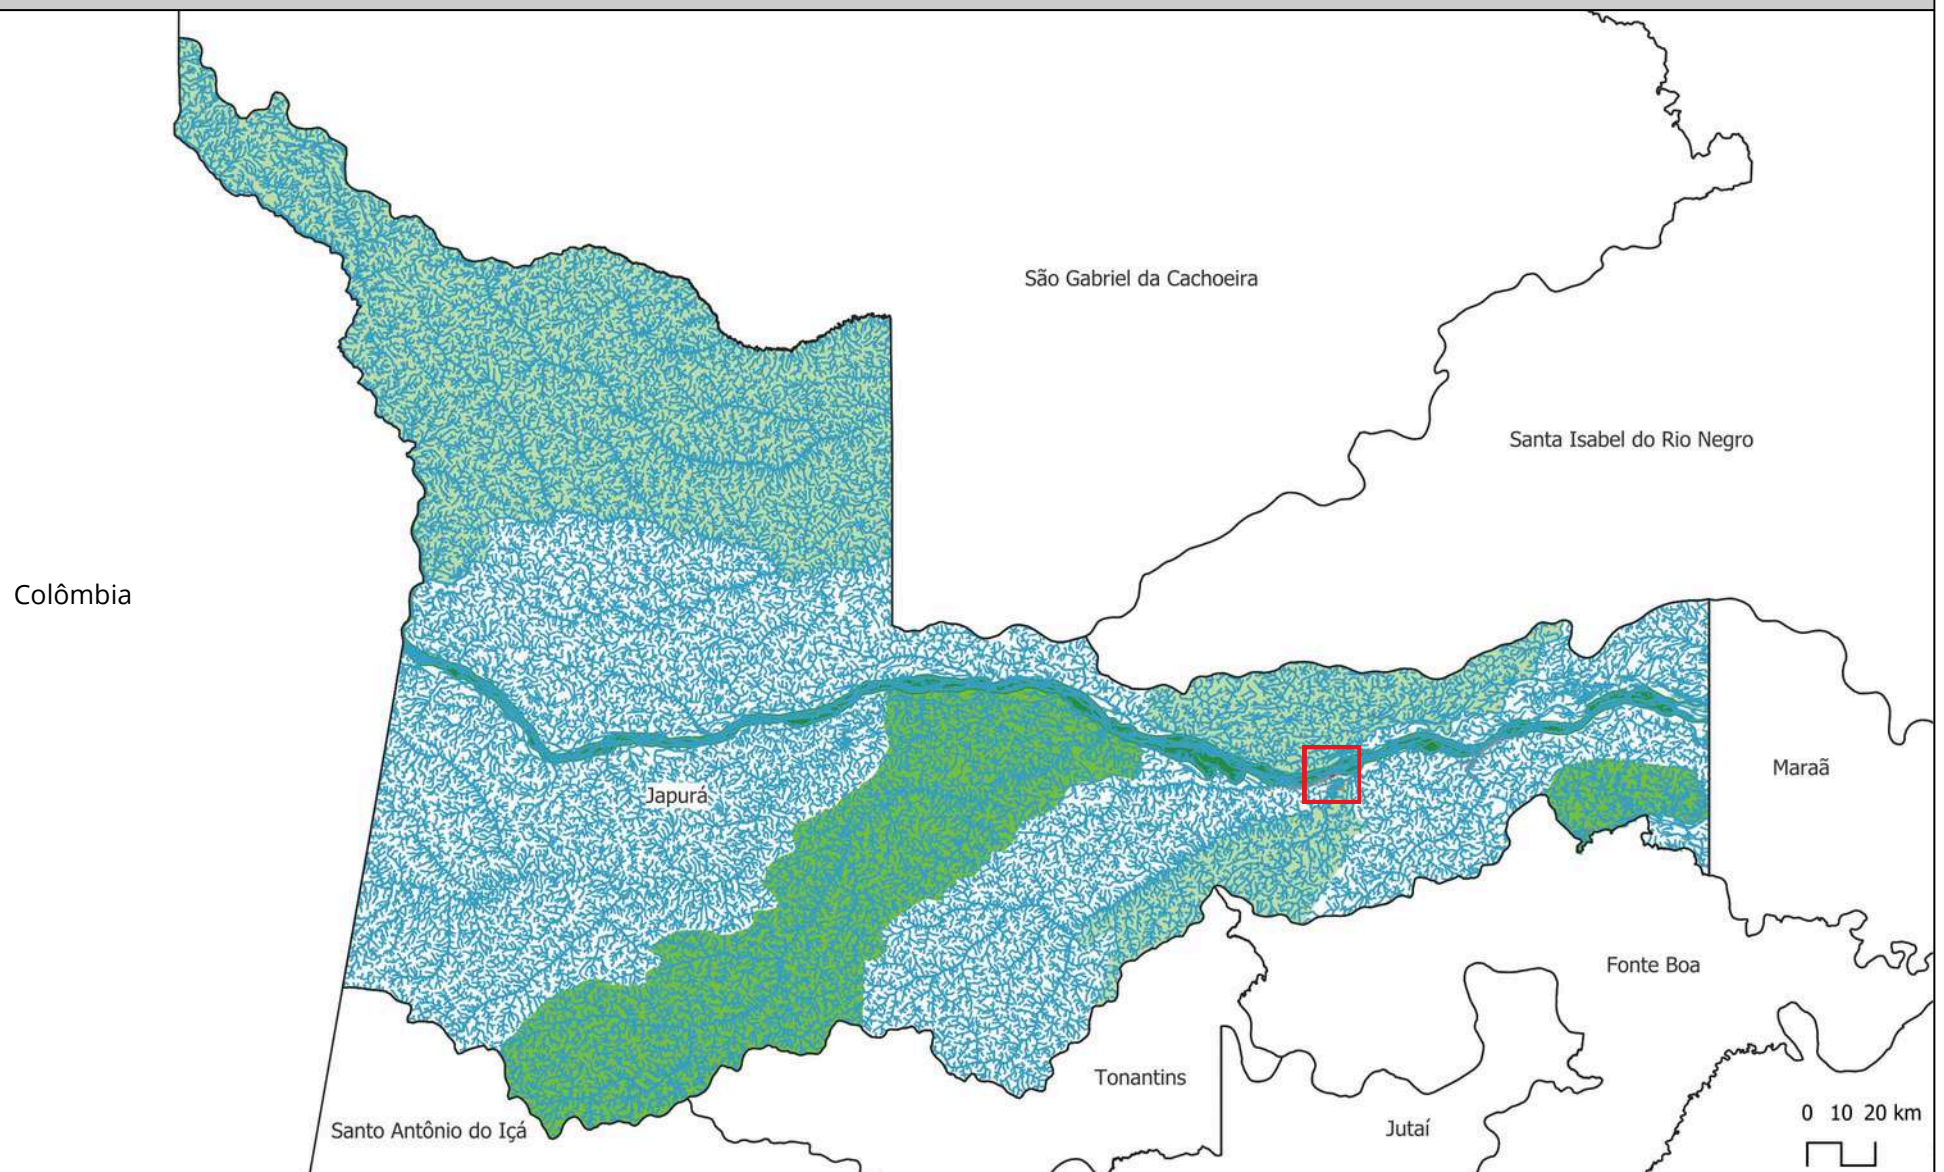 São Gabriel da Cachoeira
Santa Isabel do Rio Negro
Colômbia
Maraã
Japurá
Fonte Boa
Tonantins
0 10 20 km
Santo Antônio do Içá
Jutaí